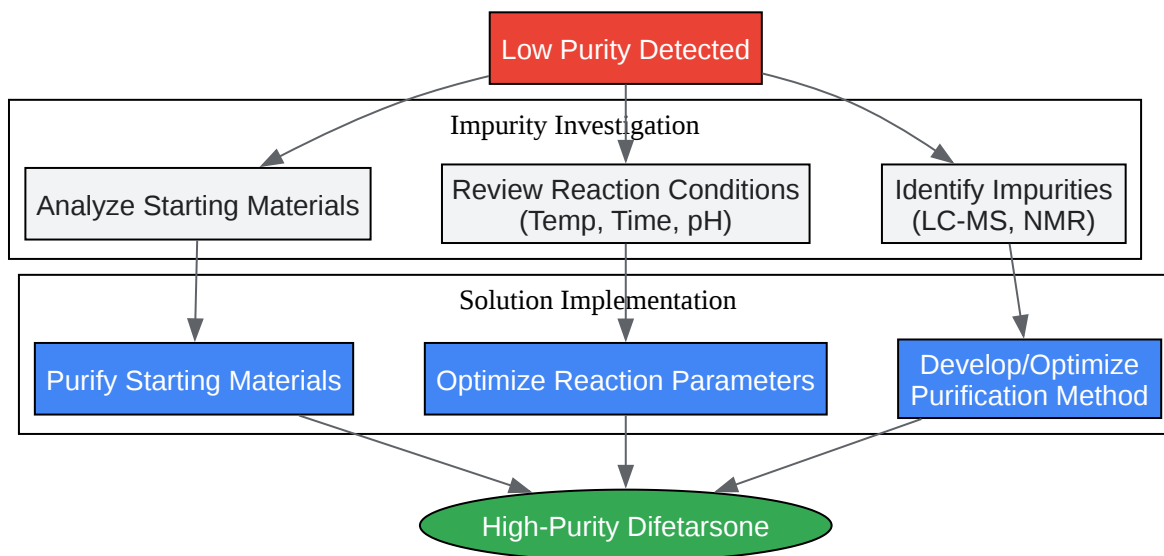 Low Purity Detected
Impurity Investigation
Analyze Starting Materials
Review Reaction Conditions
(Temp, Time, pH)
Identify Impurities
(LC-MS, NMR)
Solution Implementation
Purify Starting Materials
Optimize Reaction Parameters
Develop/Optimize
Purification Method
High-Purity Difetarsone